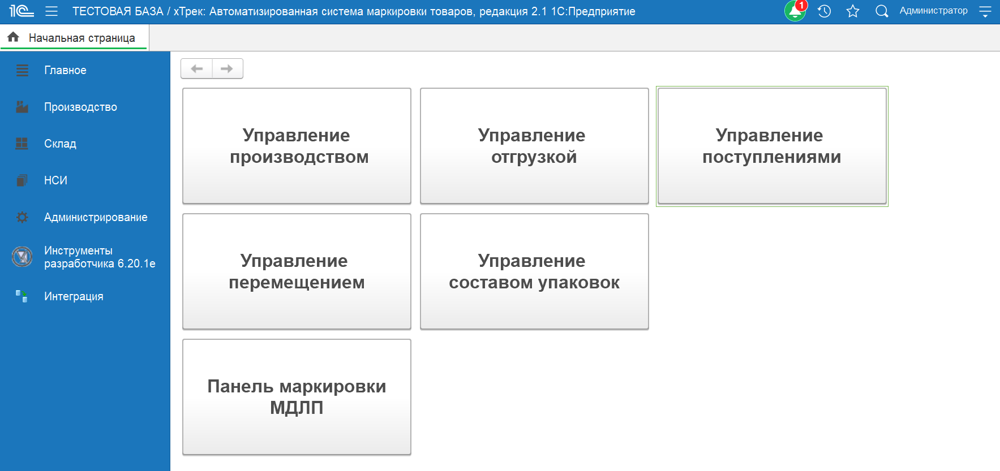 1С
ТЕСТОВАЯ БАЗА / хТрек: Автоматизированная система маркировки товаров, редакция 2.1 1С:Предприятие
1
Администратор
Начальная страница
Главное
Производство
Склад
НСИ
Администрирование
Инструменты
разработчика 6.20.1e
Интеграция
Управление
производством
Управление
отгрузкой
Управление
поступлениями
Управление
перемещением
Управление
составом упаковок
Панель маркировки
МДЛП